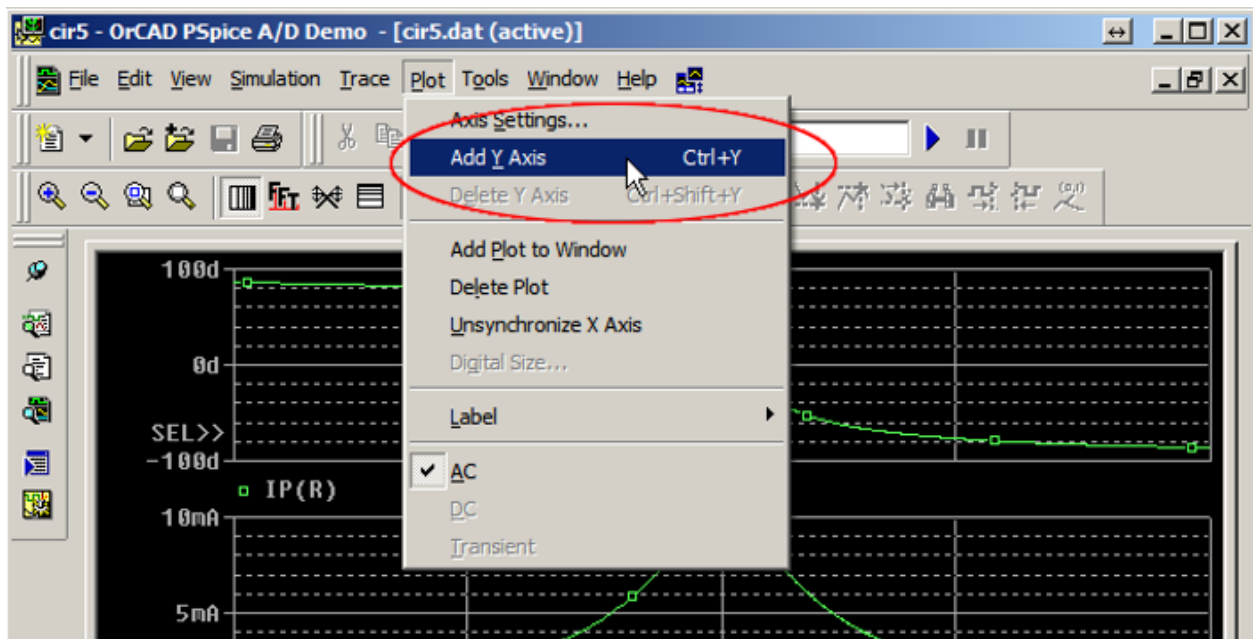 cir5 - OrCAD PSpice A/D Demo - [cir5.dat (active)]
File Edit View Simulation Trace Plot Tools Window Help
Axis Settings...
Add Y Axis Ctrl+Y
Delete Y Axis Ctrl+Shift+Y
FFT
Add Plot to Window
Delete Plot
Unsynchronize X Axis
Digital Size...
Label
AC
DC
Transient
100d
0d
SEL>>
-100d
IP(R)
10mA
5mA